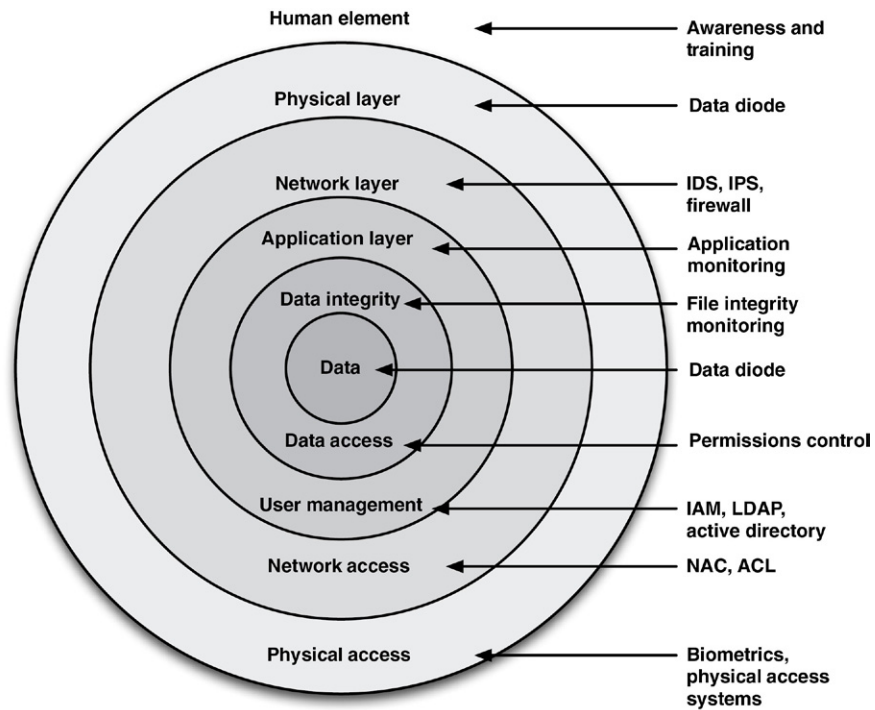 Human element
Awareness and
training
Physical layer
Data diode
Network layer
IDS, IPS,
firewall
Application layer
Application
monitoring
Data integrity
File integrity
monitoring
Data
Data diode
Data access
Permissions control
User management
IAM, LDAP,
active directory
Network access
NAC, ACL
Physical access
Biometrics,
physical access
systems